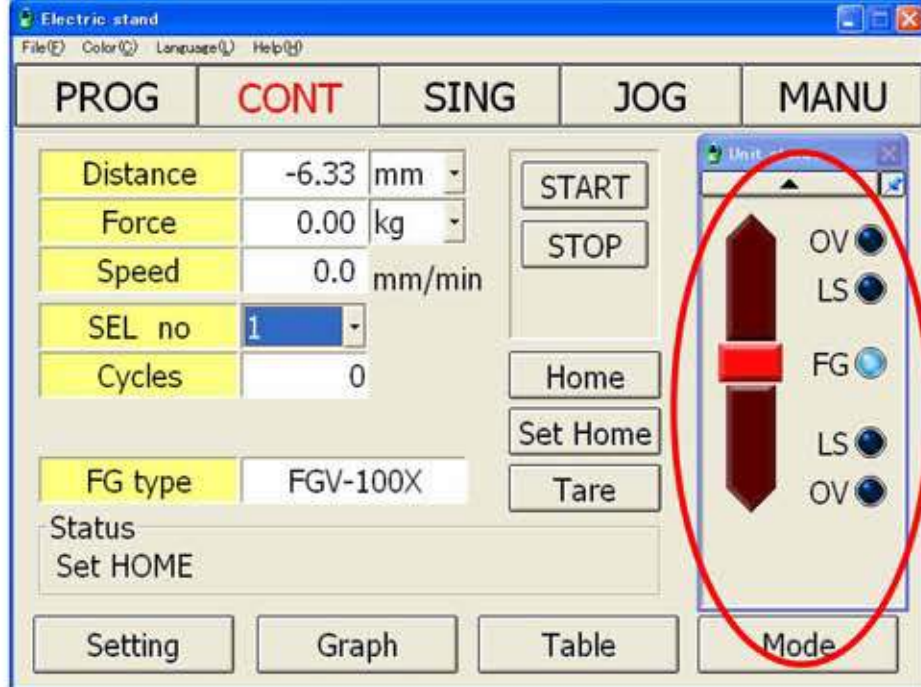 Electric stand
File(F) Color(C) Language(L) Help(H)
PROG CONT SING JOG MANU
Distance -6.33 mm
Force 0.00 kg
Speed 0.0 mm/min
SEL no 1
Cycles 0
FG type FGV-100X
Status
Set HOME
START
STOP
Home
Set Home
Tare
Unit
OV
LS
FG
LS
OV
Setting Graph Table Mode